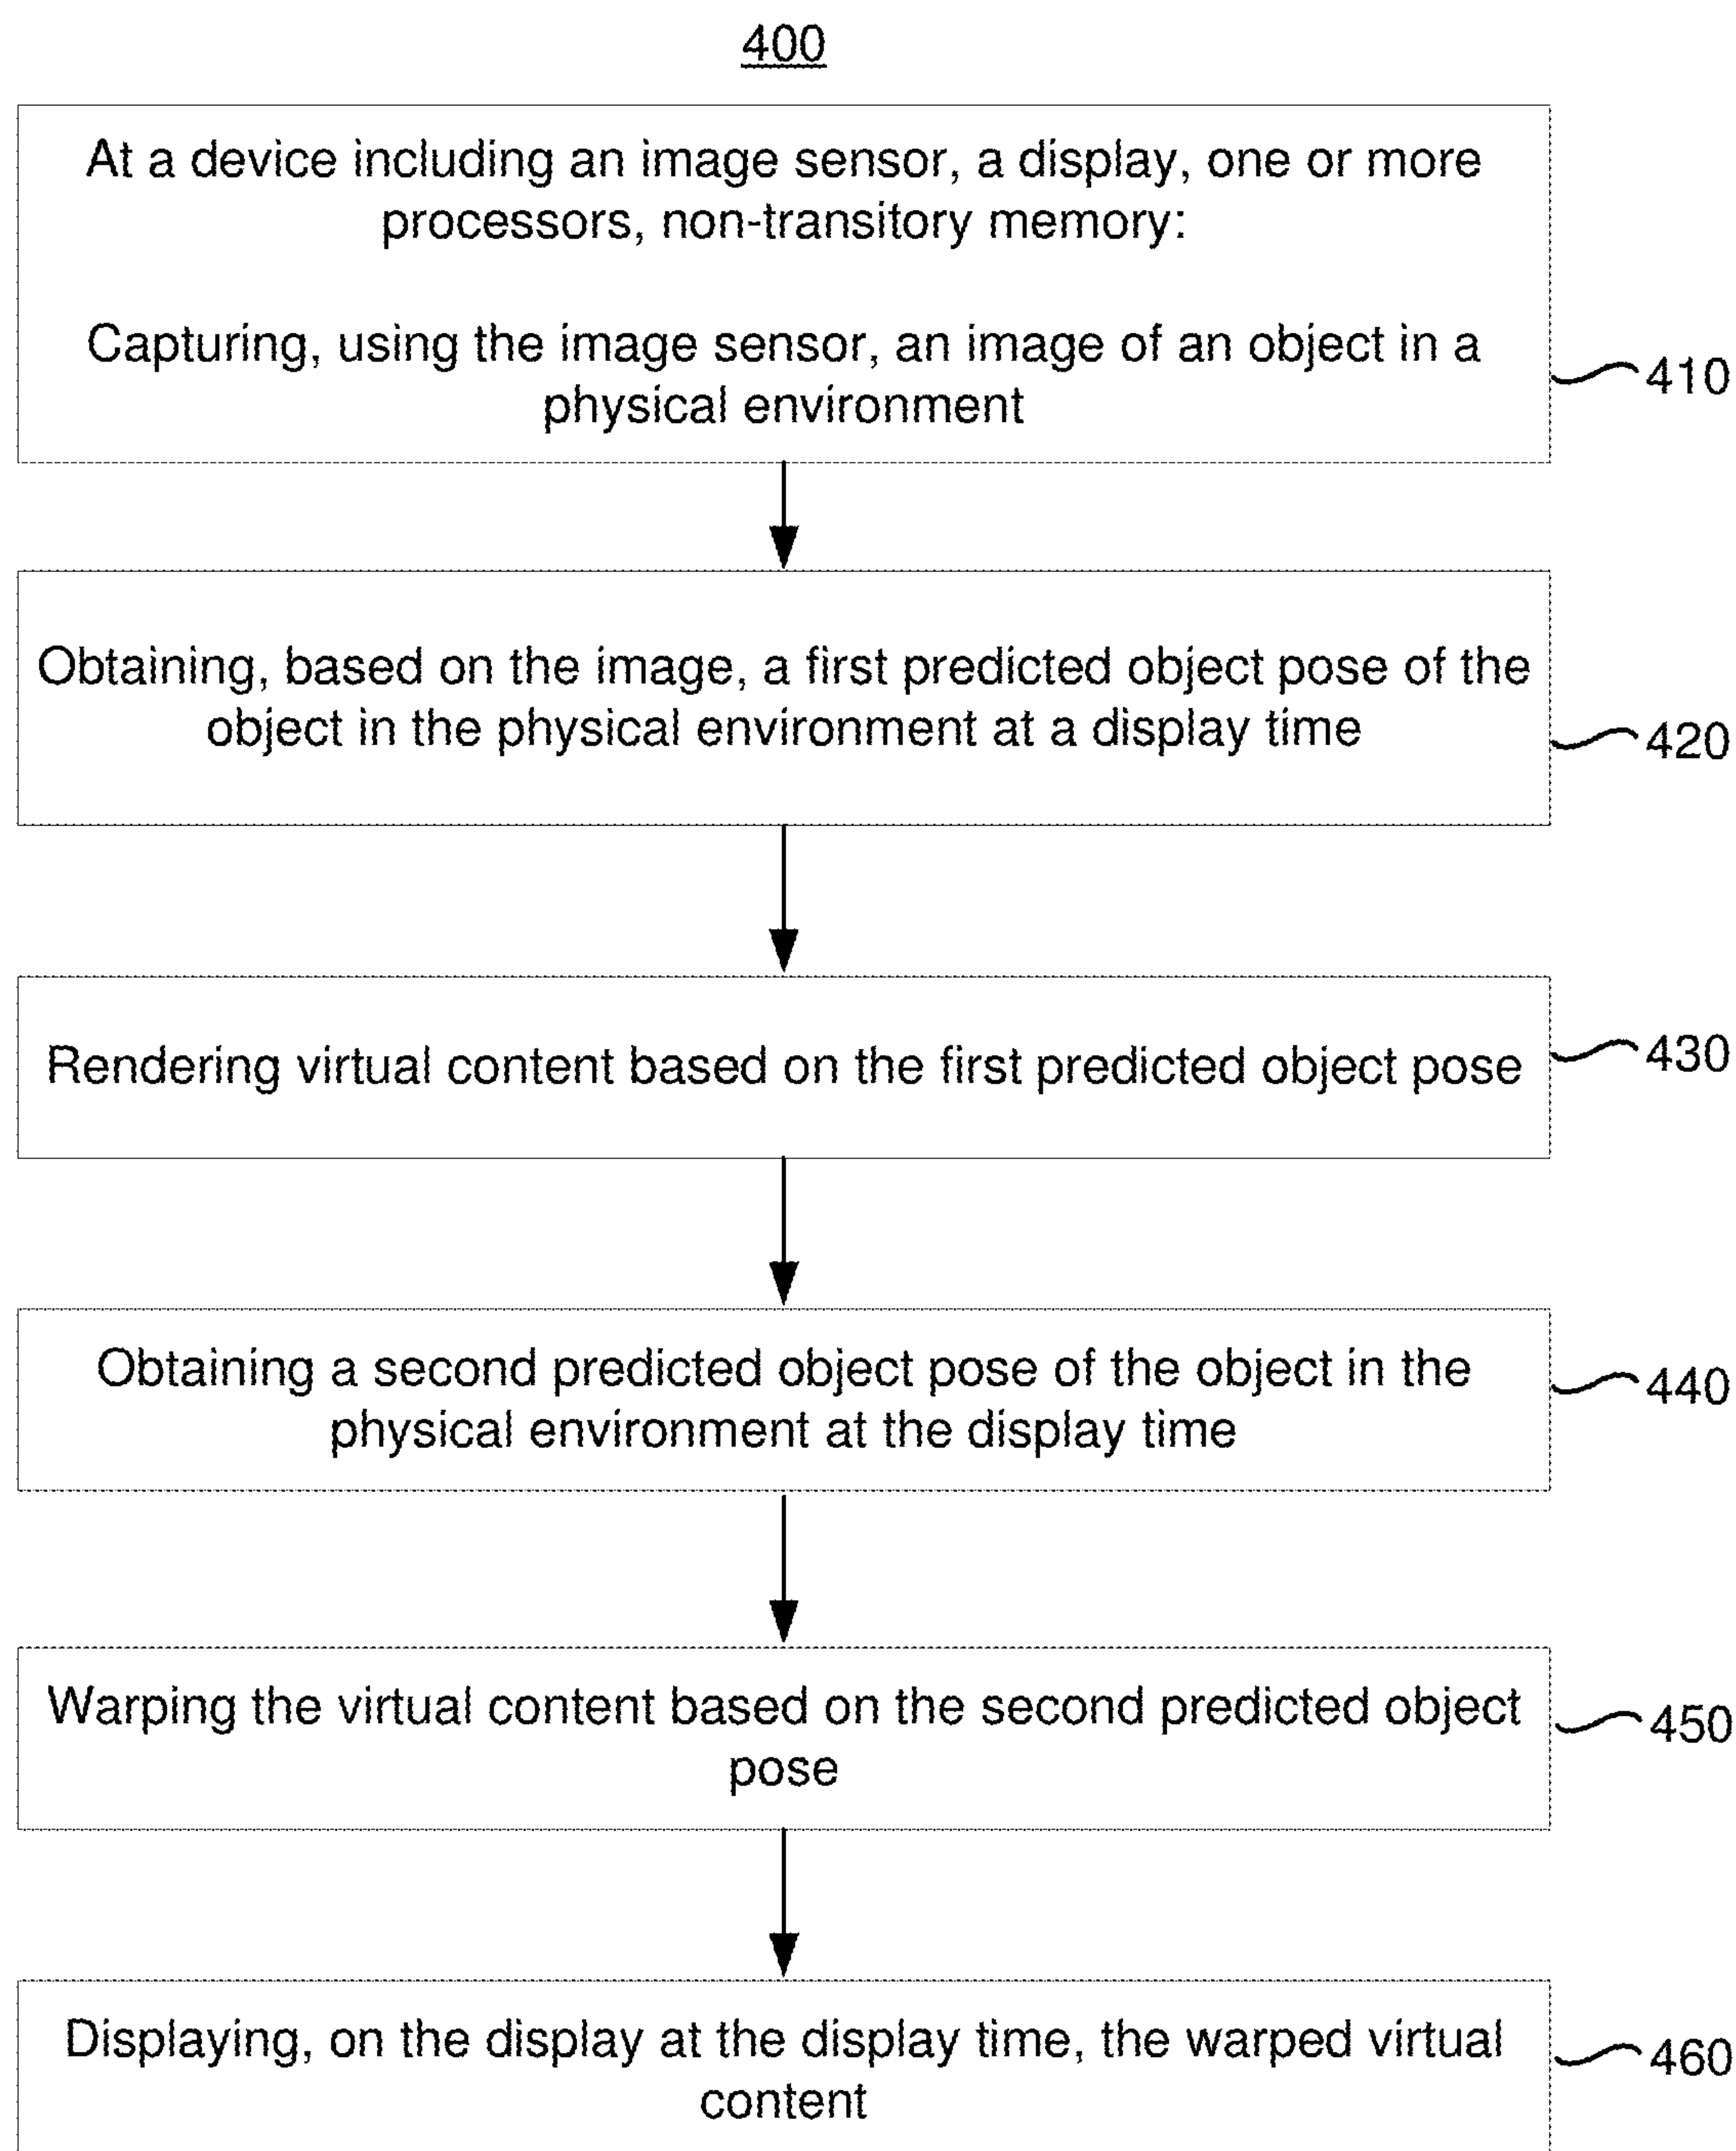 400
At a device including an image sensor, a display, one or more
processors, non-transitory memory:
Capturing, using the image sensor, an image of an object in a
physical environment
410
Obtaining, based on the image, a first predicted object pose of the
object in the physical environment at a display time
420
Rendering virtual content based on the first predicted object pose
430
Obtaining a second predicted object pose of the object in the
physical environment at the display time
440
Warping the virtual content based on the second predicted object
pose
450
Displaying, on the display at the display time, the warped virtual
content
460